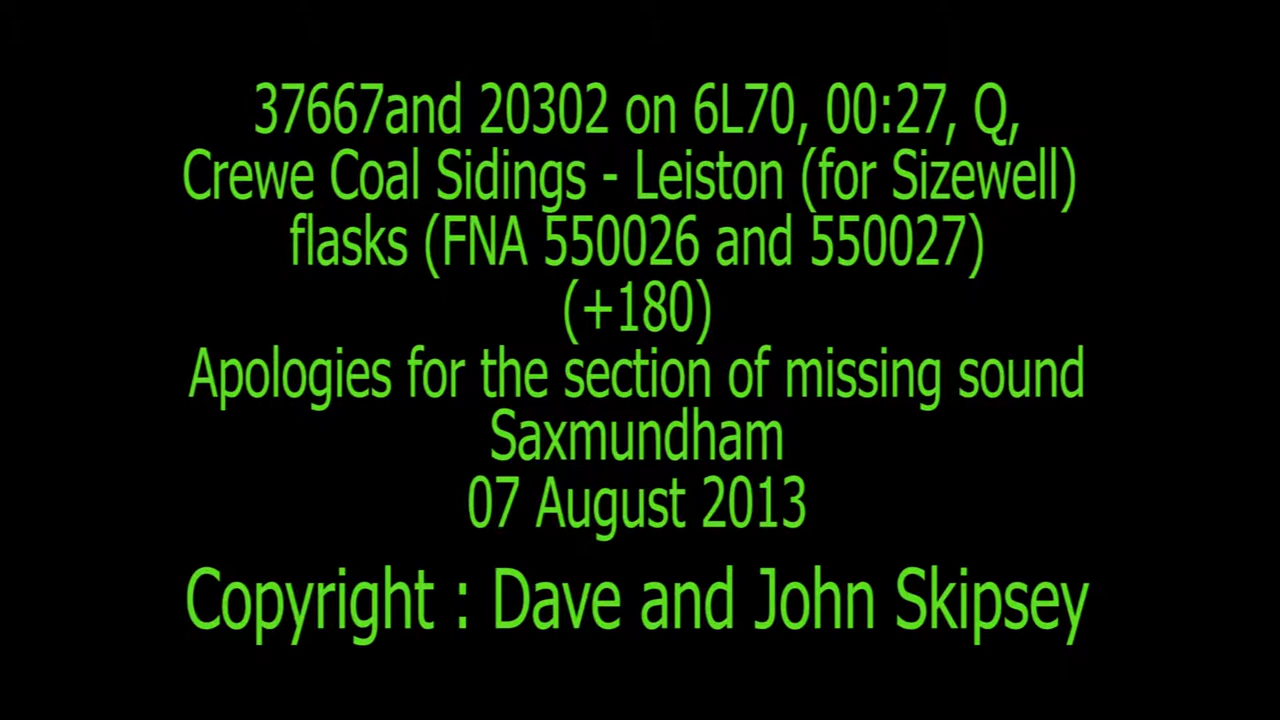 37667and 20302 on 6L70, 00:27, Q,
Crewe Coal Sidings - Leiston (for Sizewell)
flasks (FNA 550026 and 550027)
(+180)
Apologies for the section of missing sound
Saxmundham
07 August 2013
Copyright : Dave and John Skipsey